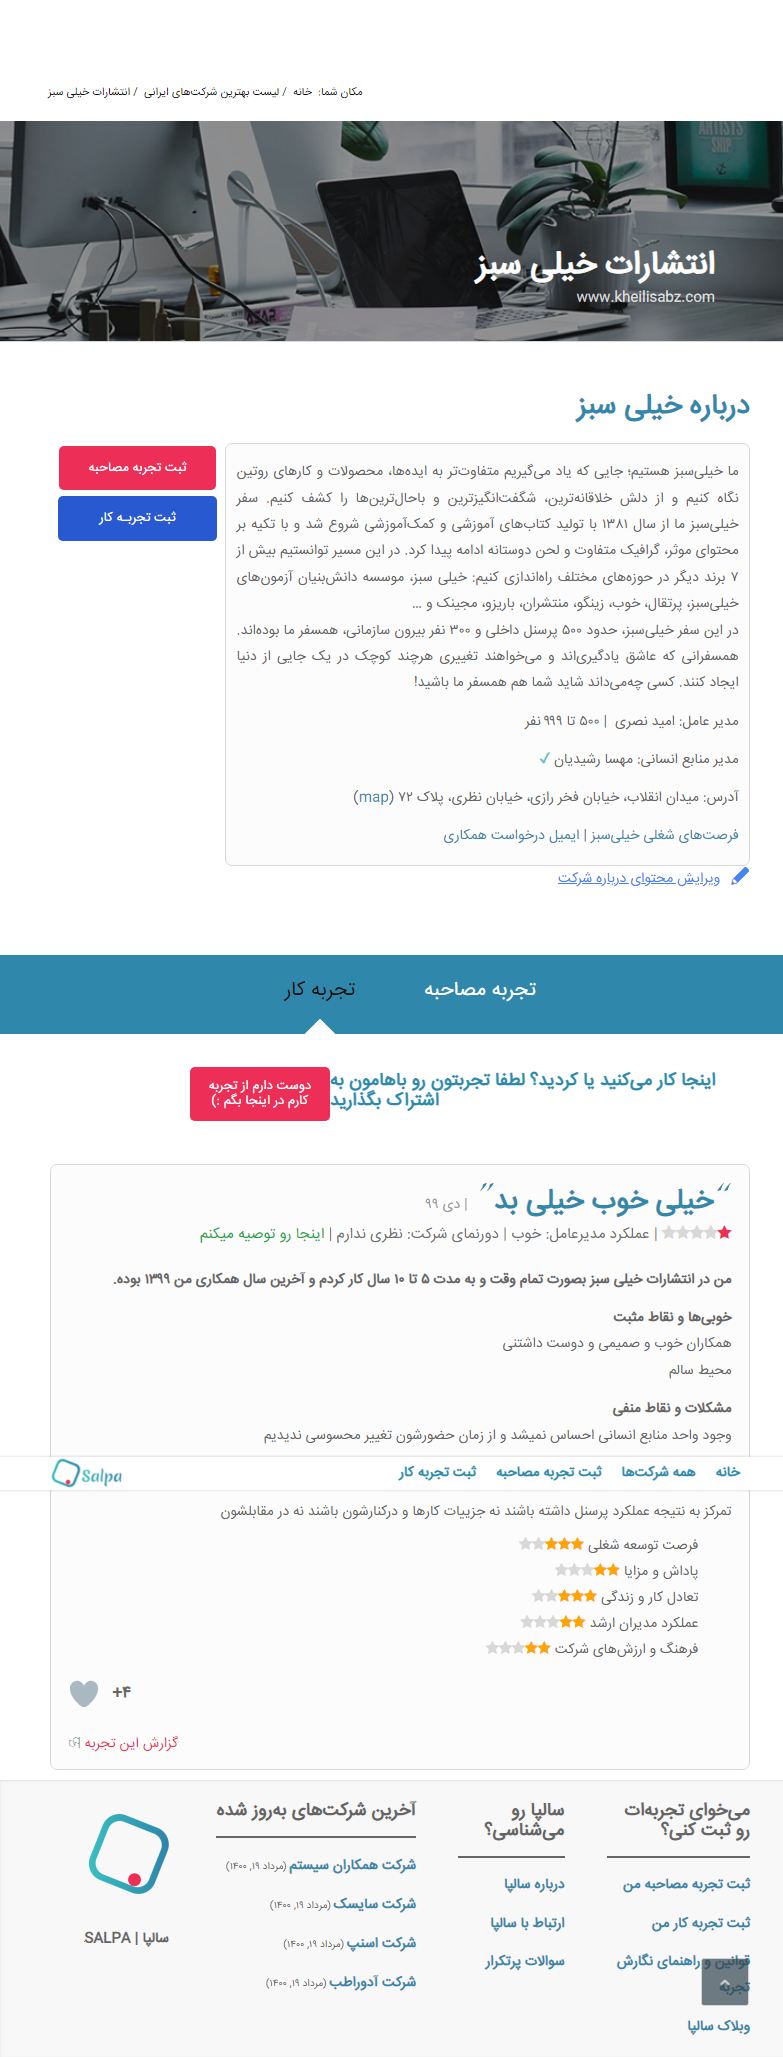 مکان شما:  خانه  / لیست بهترین شرکت‌های ایرانی  / انتشارات خیلی سبز
ARTISTS
SHIP
انتشارات خیلی سبز
www.kheilisabz.com
درباره خیلی سبز
ما خیلی‌سبز هستیم؛ جایی که یاد می‌گیریم متفاوت‌تر به ایده‌ها، محصولات و کارهای روتین
نگاه کنیم و از دلش خلاقانه‌ترین، شگفت‌انگیزترین و باحال‌ترین‌ها را کشف کنیم. سفر
خیلی‌سبز ما از سال ۱۳۸۱ با تولید کتاب‌های آموزشی و کمک‌آموزشی شروع شد و با تکیه بر
محتوای موثر، گرافیک متفاوت و لحن دوستانه ادامه پیدا کرد. در این مسیر توانستیم بیش از
۷ برند دیگر در حوزه‌های مختلف راه‌اندازی کنیم: خیلی سبز، موسسه دانش‌بنیان آزمون‌های
خیلی‌سبز، پرتقال، خوب، زینگو، منتشران، باریزو، مجینک و …
در این سفر خیلی‌سبز، حدود ۵۰۰ پرسنل داخلی و ۳۰۰ نفر بیرون سازمانی، همسفر ما بوده‌اند.
همسفرانی که عاشق یادگیری‌اند و می‌خواهند تغییری هرچند کوچک در یک جایی از دنیا
ایجاد کنند. کسی چه‌می‌داند شاید شما هم همسفر ما باشید!
مدیر عامل: امید نصری  | ۵۰۰ تا ۹۹۹ نفر
مدیر منابع انسانی: مهسا رشیدیان ✓
آدرس: میدان انقلاب، خیابان فخر رازی، خیابان نظری، پلاک ۷۲ (map)
فرصت‌های شغلی خیلی‌سبز | ایمیل درخواست همکاری
ثبت تجربه مصاحبه
ثبت تجربـه کار
ویرایش محتوای درباره شرکت
تجربه مصاحبه
تجربه کار
اینجا کار می‌کنید یا کردید؟ لطفا تجربتون رو باهامون به
اشتراک بگذارید
دوست دارم از تجربه
کارم در اینجا بگم :)
“خیلی خوب خیلی بد” | دی ۹۹
| عملکرد مدیرعامل: خوب | دورنمای شرکت: نظری ندارم | اینجا رو توصیه میکنم
من در انتشارات خیلی سبز بصورت تمام وقت و به مدت ۵ تا ۱۰ سال کار کردم و آخرین سال همکاری من ۱۳۹۹ بوده.
خوبی‌ها و نقاط مثبت
همکاران خوب و صمیمی و دوست داشتنی
محیط سالم
مشکلات و نقاط منفی
وجود واحد منابع انسانی احساس نمیشد و از زمان حضورشون تغییر محسوسی ندیدیم
خانه
همه شرکت‌ها
ثبت تجربه مصاحبه
ثبت تجربه کار
Salpa
تمرکز به نتیجه عملکرد پرسنل داشته باشند نه جزییات کارها و درکنارشون باشند نه در مقابلشون
فرصت توسعه شغلی
پاداش و مزایا
تعادل کار و زندگی
عملکرد مدیران ارشد
فرهنگ و ارزش‌های شرکت
+۴
گزارش این تجربه
می‌خوای تجربه‌ات
رو ثبت کنی؟
ثبت تجربه مصاحبه من
ثبت تجربه کار من
قوانین و راهنمای نگارش
تجربه
وبلاگ سالپا
سالپا رو
می‌شناسی؟
درباره سالپا
ارتباط با سالپا
سوالات پرتکرار
آخرین شرکت‌های به‌روز شده
شرکت همکاران سیستم (مرداد ۱۹, ۱۴۰۰)
شرکت سایسک (مرداد ۱۹, ۱۴۰۰)
شرکت اسنپ (مرداد ۱۹, ۱۴۰۰)
شرکت آدوراطب (مرداد ۱۹, ۱۴۰۰)
سالپا | SALPA